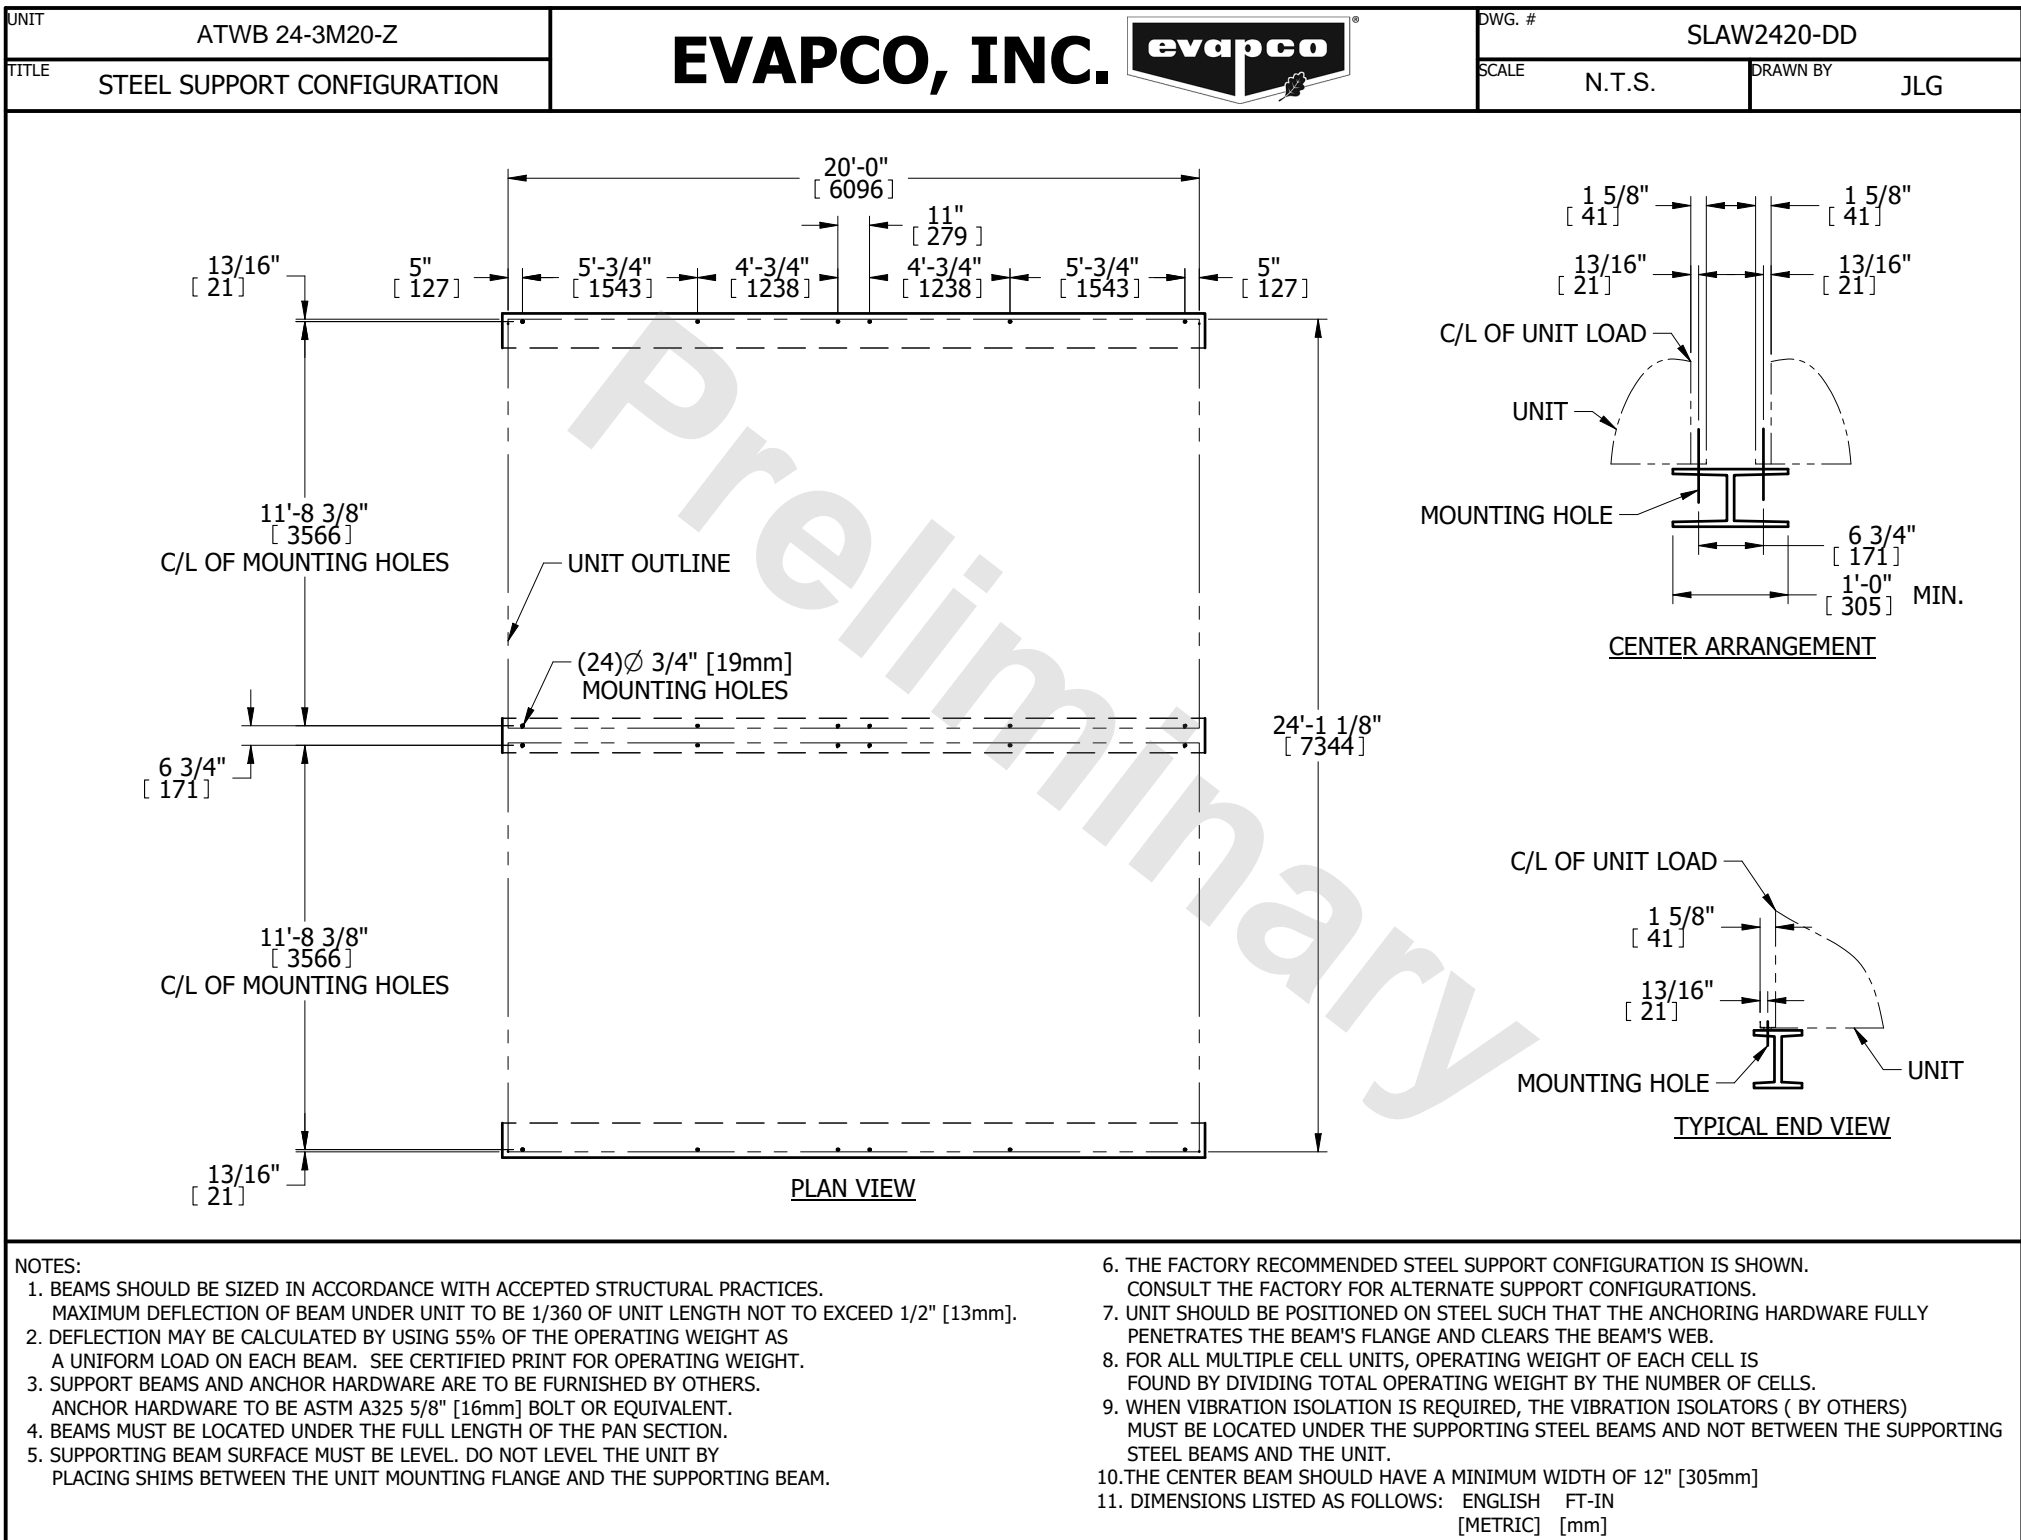 UNIT
ATWB 24-3M20-Z
TITLE
STEEL SUPPORT CONFIGURATION
EVAPCO, INC.
evapco
®
DWG. #
SLAW2420-DD
SCALE
N.T.S.
DRAWN BY
JLG
20'-0"
[ 6096 ]
11"
[ 279 ]
13/16"
[ 21 ]
5"
[ 127 ]
5'-3/4"
[ 1543 ]
4'-3/4"
[ 1238 ]
4'-3/4"
[ 1238 ]
5'-3/4"
[ 1543 ]
5"
[ 127 ]
11'-8 3/8"
[ 3566 ]
C/L OF MOUNTING HOLES
UNIT OUTLINE
(24)Ø 3/4" [19mm]
MOUNTING HOLES
6 3/4"
[ 171 ]
24'-1 1/8"
[ 7344 ]
11'-8 3/8"
[ 3566 ]
C/L OF MOUNTING HOLES
13/16"
[ 21 ]
PLAN VIEW
Preliminary
1 5/8"
[ 41 ]
1 5/8"
[ 41 ]
13/16"
[ 21 ]
13/16"
[ 21 ]
C/L OF UNIT LOAD
UNIT
MOUNTING HOLE
6 3/4"
[ 171 ]
1'-0"
[ 305 ]
MIN.
CENTER ARRANGEMENT
C/L OF UNIT LOAD
1 5/8"
[ 41 ]
13/16"
[ 21 ]
MOUNTING HOLE
UNIT
TYPICAL END VIEW
NOTES:
1. BEAMS SHOULD BE SIZED IN ACCORDANCE WITH ACCEPTED STRUCTURAL PRACTICES.
MAXIMUM DEFLECTION OF BEAM UNDER UNIT TO BE 1/360 OF UNIT LENGTH NOT TO EXCEED 1/2" [13mm].
2. DEFLECTION MAY BE CALCULATED BY USING 55% OF THE OPERATING WEIGHT AS
A UNIFORM LOAD ON EACH BEAM. SEE CERTIFIED PRINT FOR OPERATING WEIGHT.
3. SUPPORT BEAMS AND ANCHOR HARDWARE ARE TO BE FURNISHED BY OTHERS.
ANCHOR HARDWARE TO BE ASTM A325 5/8" [16mm] BOLT OR EQUIVALENT.
4. BEAMS MUST BE LOCATED UNDER THE FULL LENGTH OF THE PAN SECTION.
5. SUPPORTING BEAM SURFACE MUST BE LEVEL. DO NOT LEVEL THE UNIT BY
PLACING SHIMS BETWEEN THE UNIT MOUNTING FLANGE AND THE SUPPORTING BEAM.
6. THE FACTORY RECOMMENDED STEEL SUPPORT CONFIGURATION IS SHOWN.
CONSULT THE FACTORY FOR ALTERNATE SUPPORT CONFIGURATIONS.
7. UNIT SHOULD BE POSITIONED ON STEEL SUCH THAT THE ANCHORING HARDWARE FULLY
PENETRATES THE BEAM'S FLANGE AND CLEARS THE BEAM'S WEB.
8. FOR ALL MULTIPLE CELL UNITS, OPERATING WEIGHT OF EACH CELL IS
FOUND BY DIVIDING TOTAL OPERATING WEIGHT BY THE NUMBER OF CELLS.
9. WHEN VIBRATION ISOLATION IS REQUIRED, THE VIBRATION ISOLATORS ( BY OTHERS)
MUST BE LOCATED UNDER THE SUPPORTING STEEL BEAMS AND NOT BETWEEN THE SUPPORTING
STEEL BEAMS AND THE UNIT.
10.THE CENTER BEAM SHOULD HAVE A MINIMUM WIDTH OF 12" [305mm]
11. DIMENSIONS LISTED AS FOLLOWS: ENGLISH FT-IN
[METRIC] [mm]